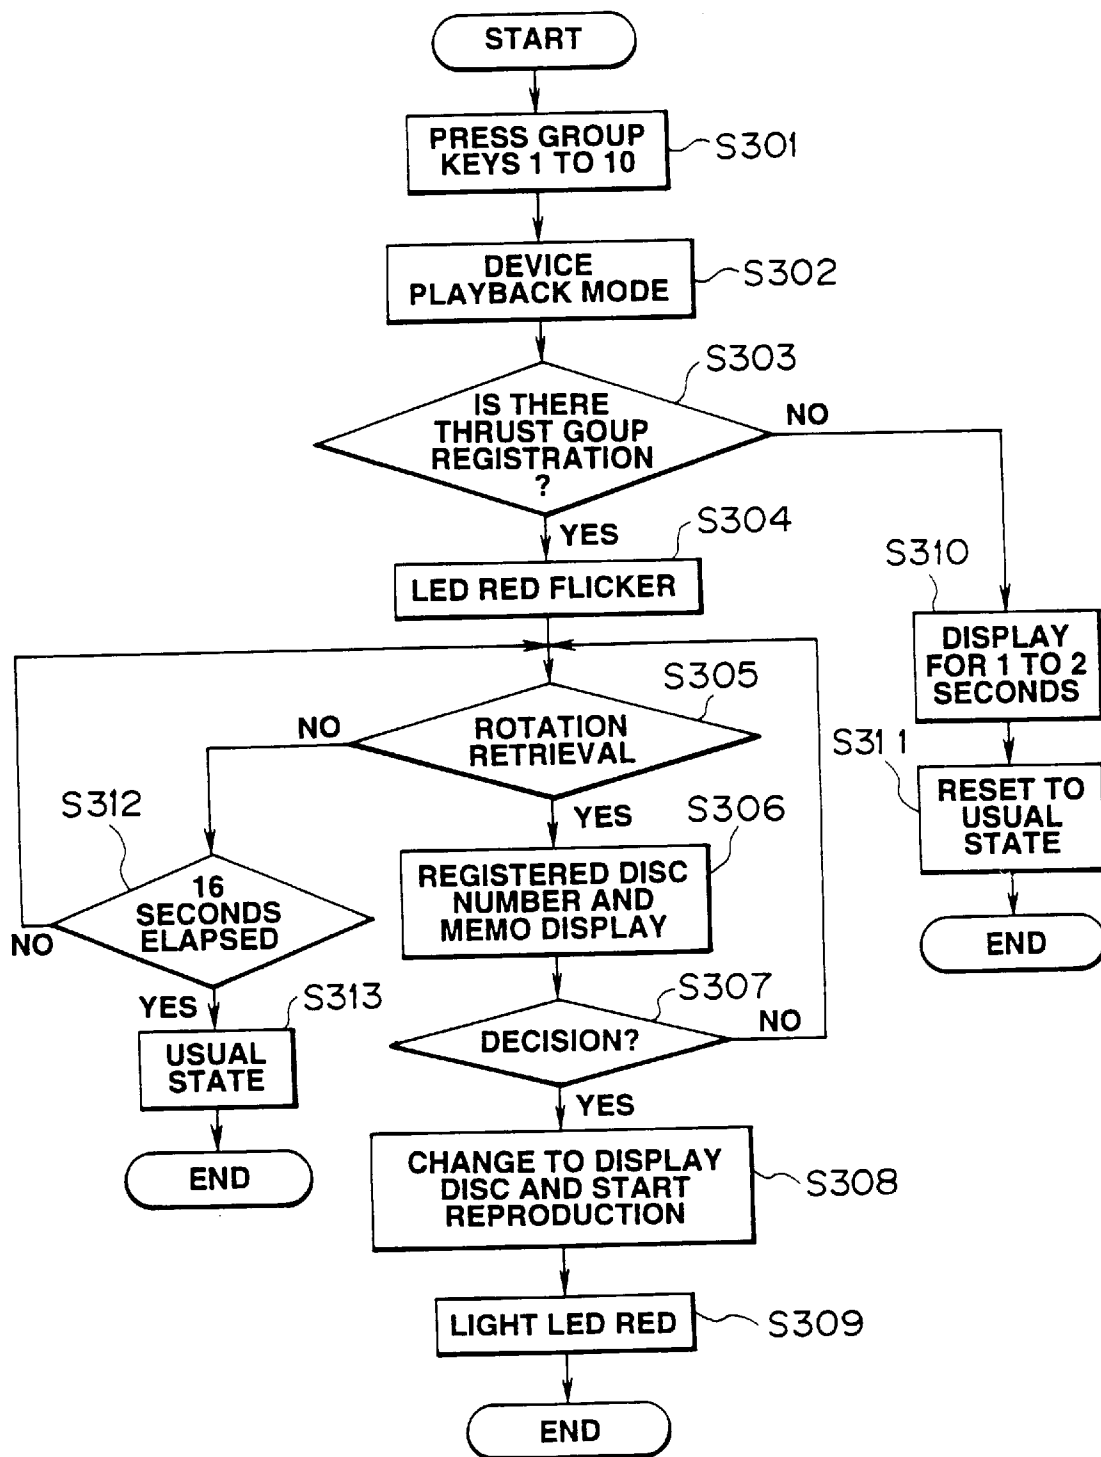 START
PRESS GROUP
KEYS 1 TO 10
S301
DEVICE
PLAYBACK MODE
S302
S303
IS THERE
THRUST GOUP
REGISTRATION
?
NO
YES
S304
LED RED FLICKER
S310
DISPLAY
FOR 1 TO 2
SECONDS
S305
ROTATION
RETRIEVAL
NO
YES
S311
RESET TO
USUAL
STATE
END
S312
16
SECONDS
ELAPSED
NO
YES
S306
REGISTERED DISC
NUMBER AND
MEMO DISPLAY
S313
USUAL
STATE
END
S307
DECISION?
NO
YES
CHANGE TO DISPLAY
DISC AND START
REPRODUCTION
S308
LIGHT LED RED
S309
END